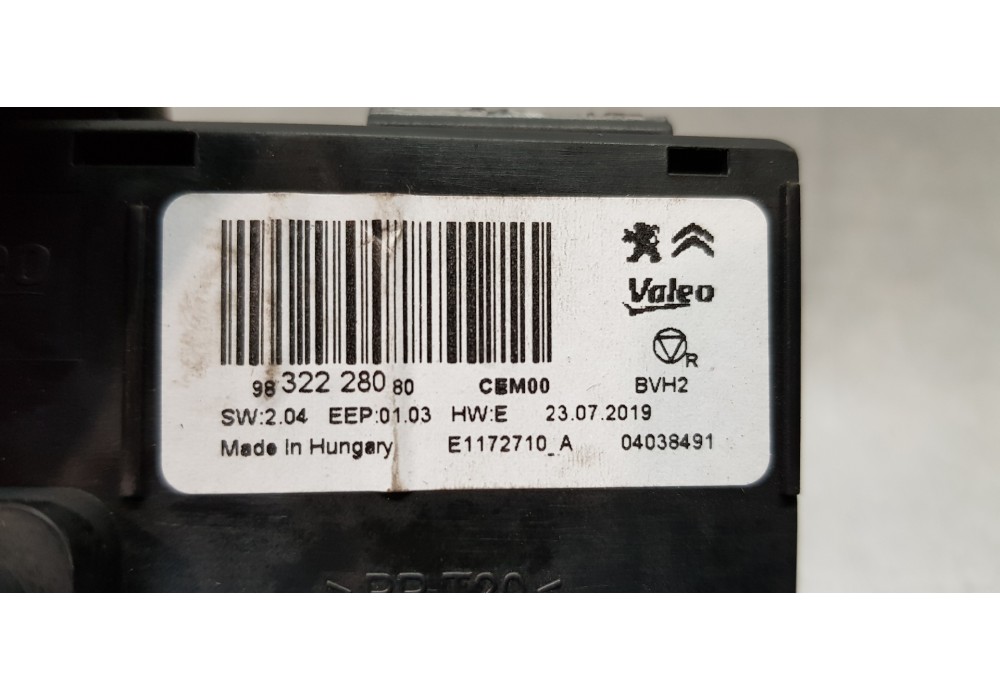 Valeo
R
98 322 280 80 CEM00 BVH2
SW:2.04 EEP:01.03 HW:E 23.07.2019
Made In Hungary E1172710_A 04038491